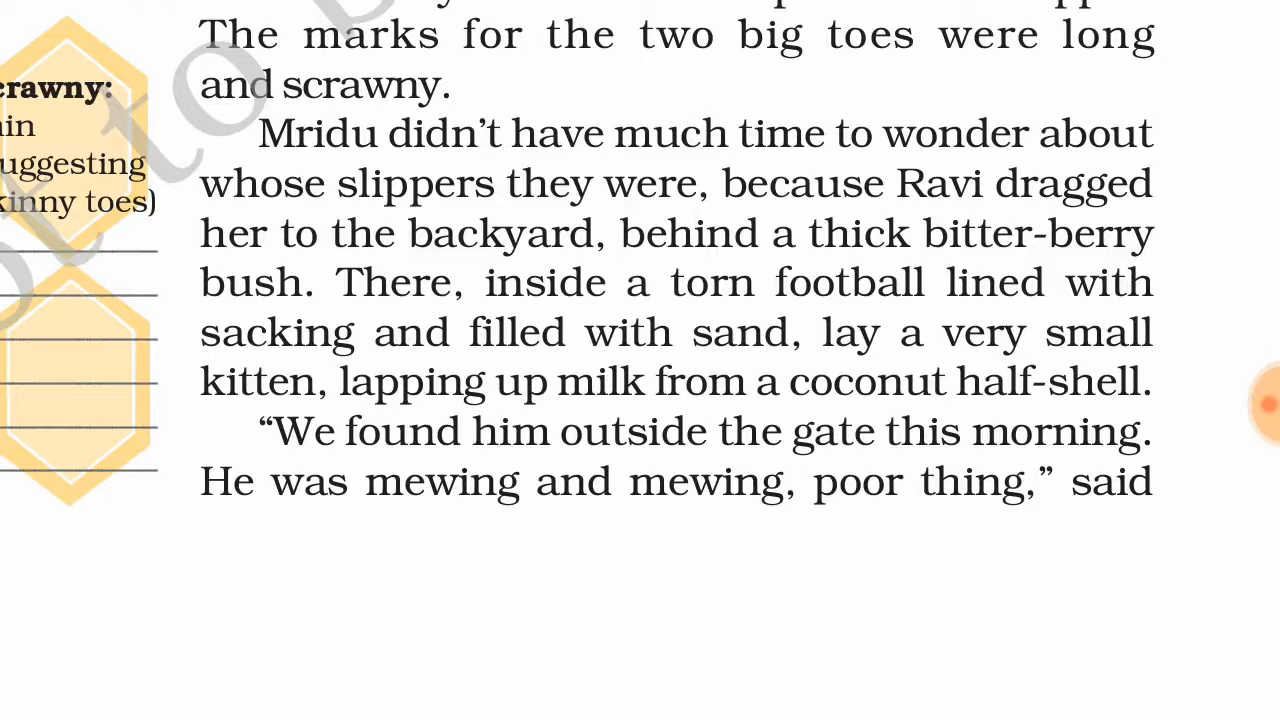 The marks for the two big toes were long
and scrawny.
Mridu didn't have much time to wonder about
whose slippers they were, because Ravi dragged
her to the backyard, behind a thick bitter-berry
bush. There, inside a torn football lined with
sacking and filled with sand, lay a very small
kitten, lapping up milk from a coconut half-shell.
“We found him outside the gate this morning.
He was mewing and mewing, poor thing,” said
crawny:
uggesting
kinny toes)
to